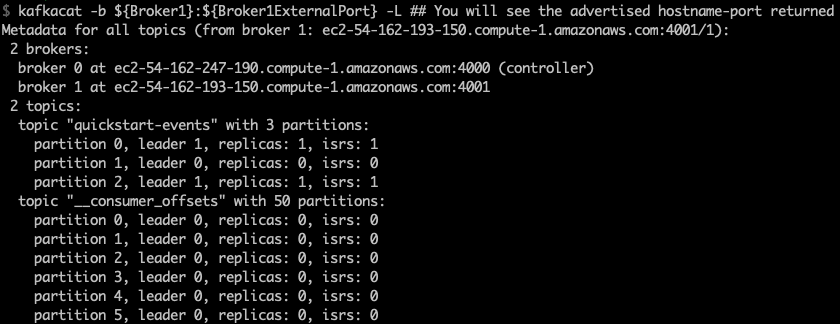 $ kafkacat -b ${Broker1}:${Broker1ExternalPort} -L ## You will see the advertised hostname-port returned
Metadata for all topics (from broker 1: ec2-54-162-193-150.compute-1.amazonaws.com:4001/1):
 2 brokers:
  broker 0 at ec2-54-162-247-190.compute-1.amazonaws.com:4000 (controller)
  broker 1 at ec2-54-162-193-150.compute-1.amazonaws.com:4001
 2 topics:
  topic "quickstart-events" with 3 partitions:
    partition 0, leader 1, replicas: 1, isrs: 1
    partition 1, leader 0, replicas: 0, isrs: 0
    partition 2, leader 1, replicas: 1, isrs: 1
  topic "__consumer_offsets" with 50 partitions:
    partition 0, leader 0, replicas: 0, isrs: 0
    partition 1, leader 0, replicas: 0, isrs: 0
    partition 2, leader 0, replicas: 0, isrs: 0
    partition 3, leader 0, replicas: 0, isrs: 0
    partition 4, leader 0, replicas: 0, isrs: 0
    partition 5, leader 0, replicas: 0, isrs: 0